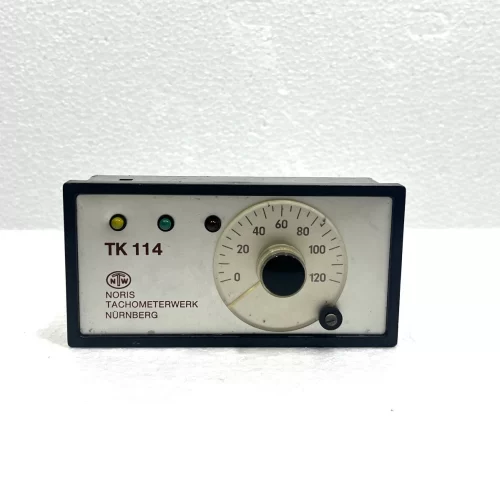 TK 114
NTW
NORIS
TACHOMETERWERK
NÜRNBERG
0
20
40
60
80
100
120